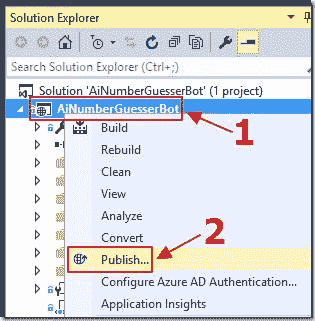 Solution Explorer
Search Solution Explorer (Ctrl+;)
Solution 'AiNumberGuesserBot' (1 project)
AiNumberGuesserBot
1
Build
Rebuild
Clean
View
Analyze
Convert
2
Publish...
Configure Azure AD Authentication...
Application Insights